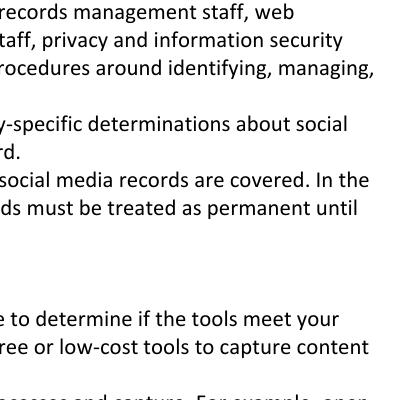 records management staff, web
taff, privacy and information security
rocedures around identifying, managing,
y-specific determinations about social
rd.
social media records are covered. In the
ds must be treated as permanent until
e to determine if the tools meet your
ree or low-cost tools to capture content